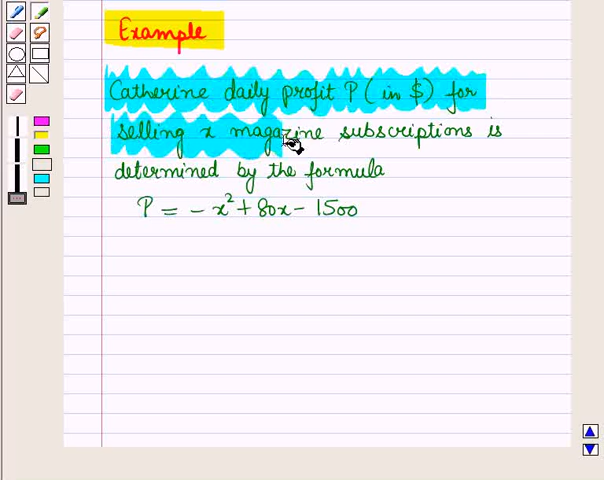 Example
Catherine daily profit P (in $) for
selling x magazine subscriptions is
determined by the formula
P = - x² + 80x - 1500